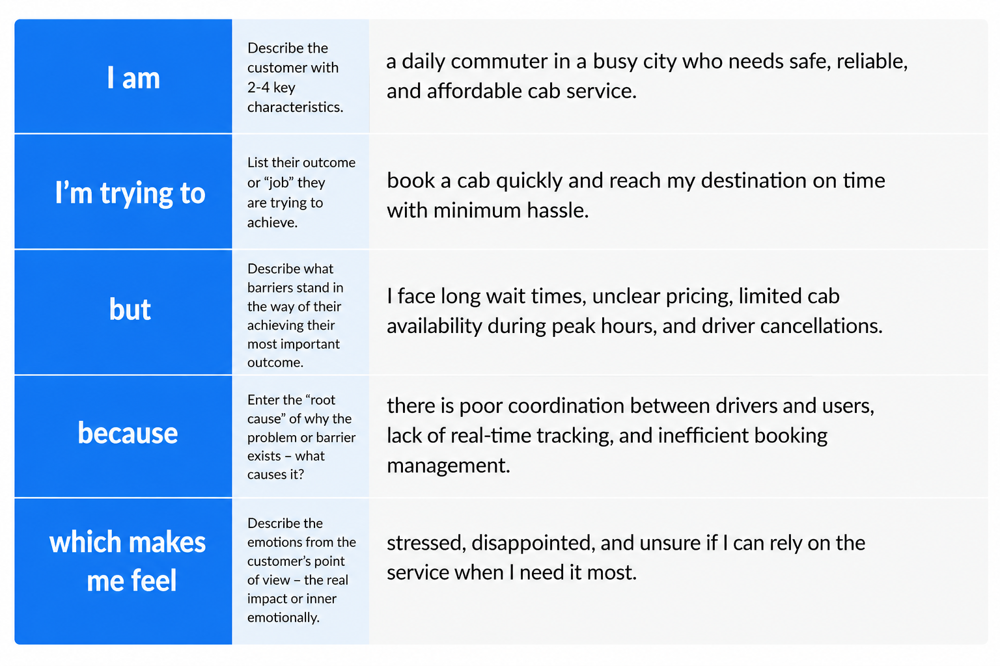 I am
Describe the
customer with
2-4 key
characteristics.
a daily commuter in a busy city who needs safe, reliable,
and affordable cab service.
I’m trying to
List their outcome
or “job” they
are trying to
achieve.
book a cab quickly and reach my destination on time
with minimum hassle.
but
Describe what
barriers stand in
the way of their
achieving their
most important
outcome.
I face long wait times, unclear pricing, limited cab
availability during peak hours, and driver cancellations.
because
Enter the “root
cause” of why the
problem or barrier
exists – what
causes it?
there is poor coordination between drivers and users,
lack of real-time tracking, and inefficient booking
management.
which makes
me feel
Describe the
emotions from the
customer’s point
of view – the real
impact or inner
emotionally.
stressed, disappointed, and unsure if I can rely on the
service when I need it most.